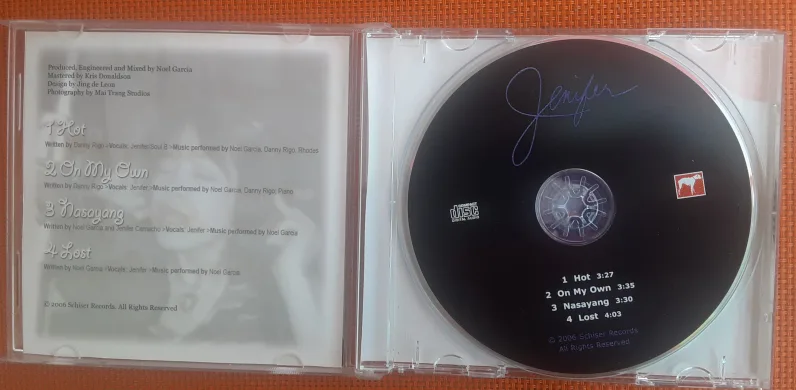 Produced, Engineered and Mixed by Noel Garcia
Mastered by Kris Donaldson
Design by Jing de Leon
Photography by Mai Trang Studios
1 Hot
Written by Danny Rigo >Vocals: Jenifer/Soul B >Music performed by Noel Garcia, Danny Rigo, Rhodes
2 On My Own
Written by Danny Rigo >Vocals: Jenifer >Music performed by Noel Garcia, Danny Rigo, Piano
3 Nasayang
Written by Noel Garcia and Jenifer Camacho >Vocals: Jenifer >Music performed by Noel Garcia
4 Lost
Written by Noel Garcia >Vocals: Jenifer >Music performed by Noel Garcia
© 2006 Schiser Records. All Rights Reserved
Jenifer
COMPACT
disc
DIGITAL AUDIO
1 Hot 3:27
2 On My Own 3:35
3 Nasayang 3:30
4 Lost 4:03
© 2006 Schiser Records
All Rights Reserved